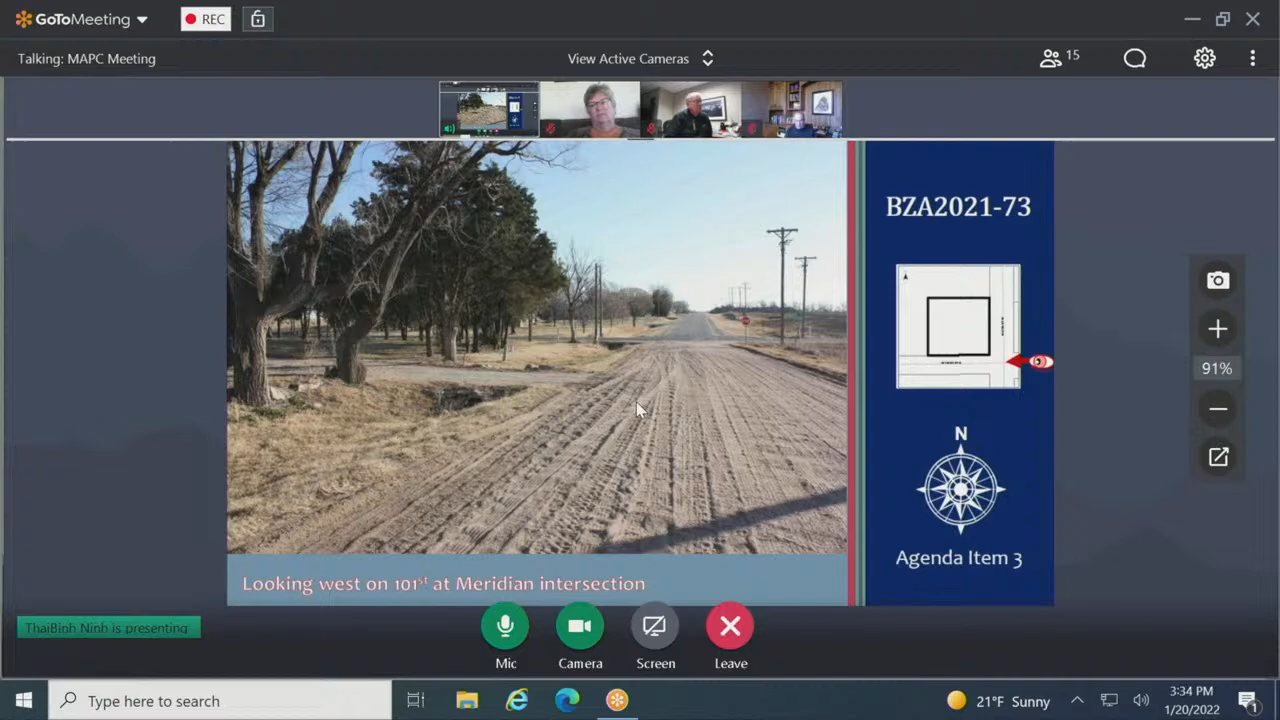 GoToMeeting
REC
Talking: MAPC Meeting
View Active Cameras
15
BZA2021-73
91%
N
Agenda Item 3
Looking west on 101st at Meridian intersection
ThaiBinh Ninh is presenting
Mic
Camera
Screen
Leave
Type here to search
21°F Sunny
3:34 PM
1/20/2022
1